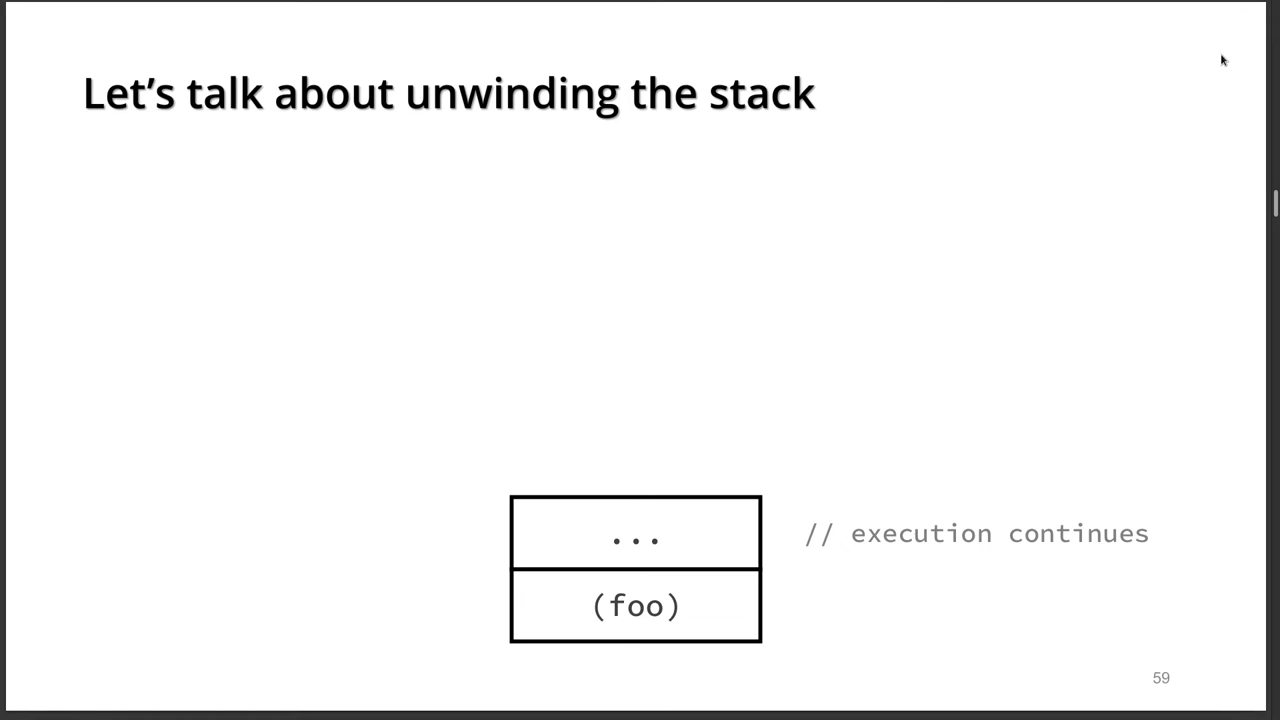 Let’s talk about unwinding the stack
...
// execution continues
(foo)
59